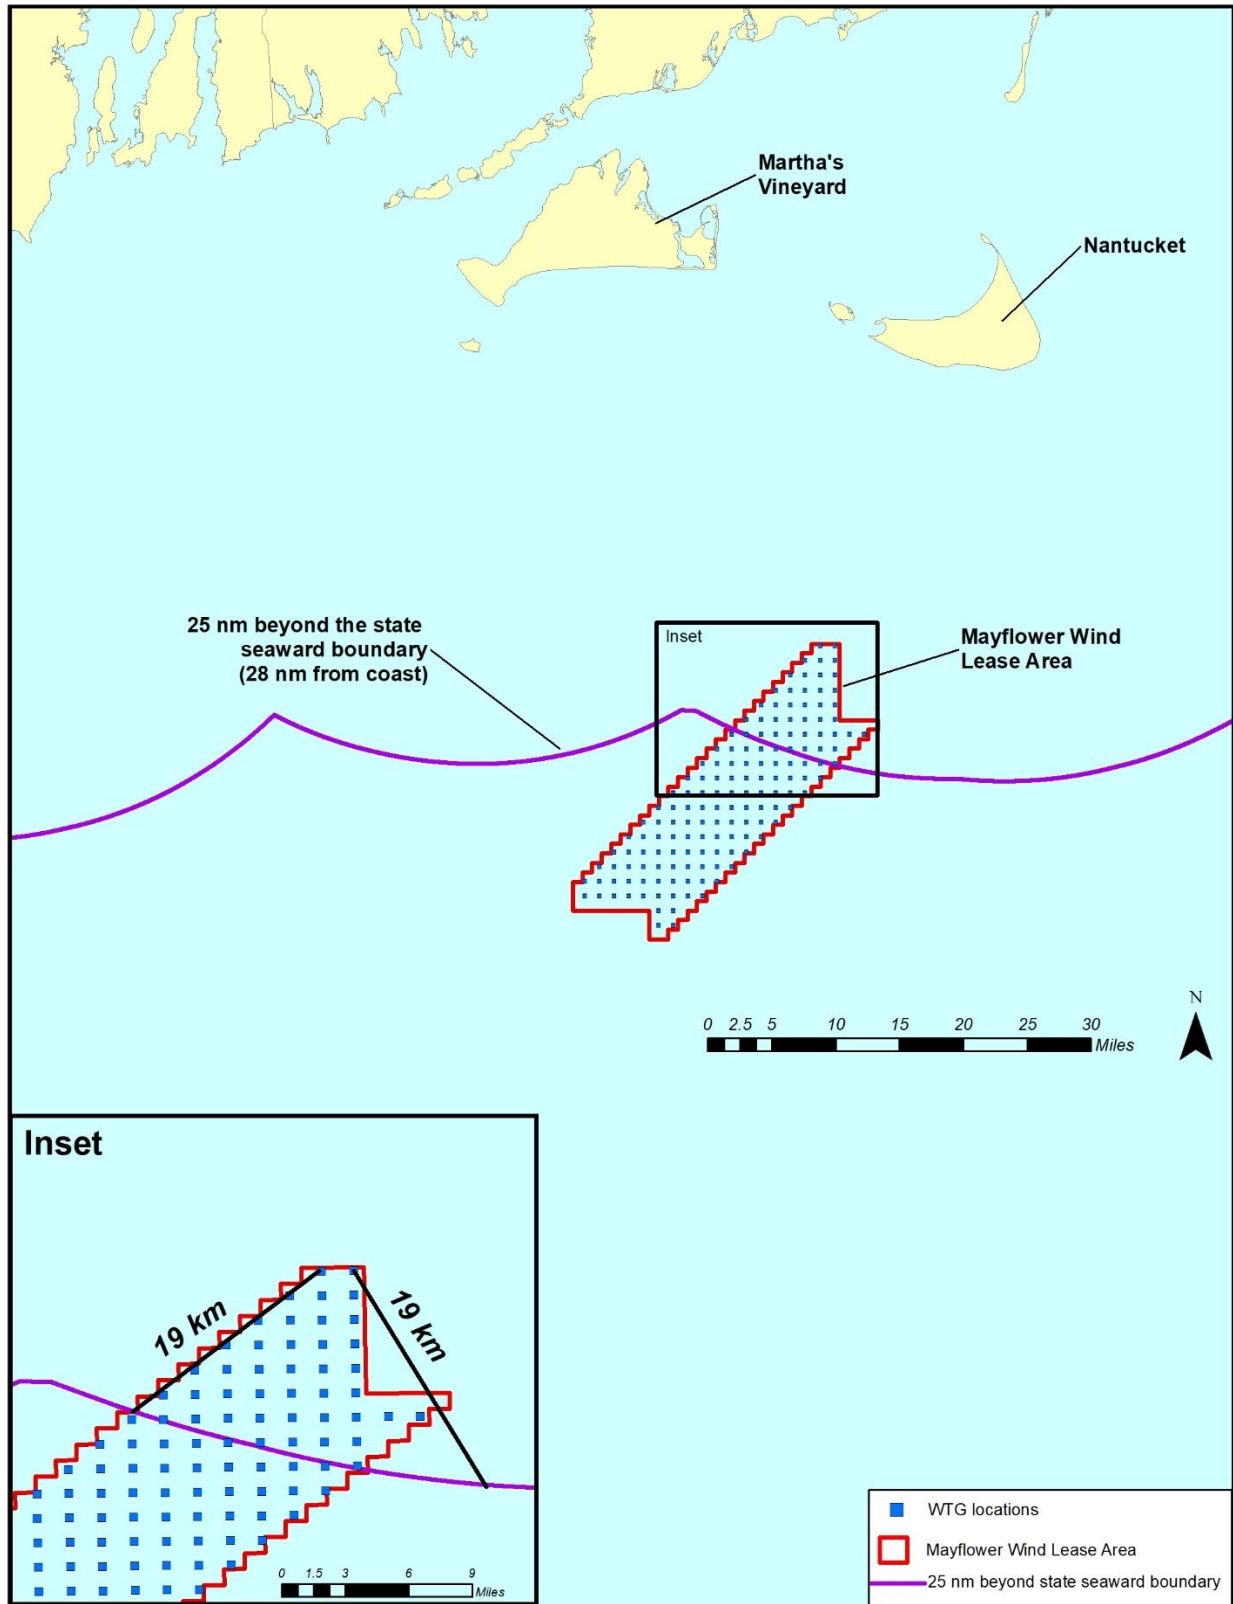 Martha's
Vineyard
Nantucket
25 nm beyond the state
seaward boundary
(28 nm from coast)
Inset
Mayflower Wind
Lease Area
N
0 2.5 5 10 15 20 25 30
Miles
Inset
19 km
19 km
0 1.5 3 6 9
Miles
WTG locations
Mayflower Wind Lease Area
25 nm beyond state seaward boundary